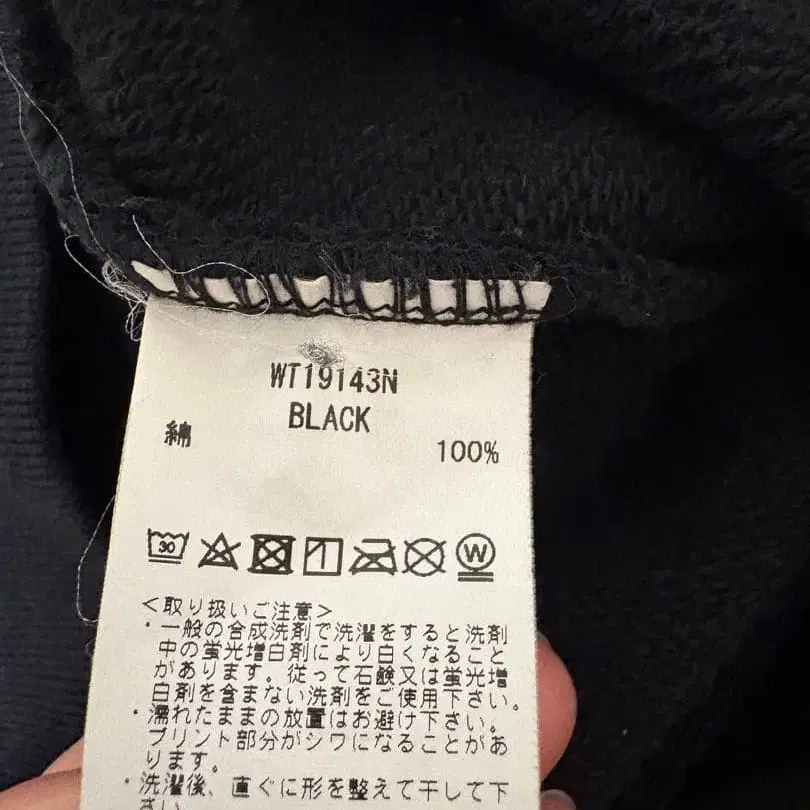 WT19143N
BLACK
綿 100%
30 W
<取り扱いご注意>
・一般の合成洗剤で洗濯をすると洗剤
中の蛍光増白剤により白くなること
があります。従って石鹸又は蛍光増
白剤を含まない洗剤をご使用下さい。
・濡れたままの放置はお避け下さい。
プリント部分がシワになることがあ
ります。
・洗濯後、直ぐに形を整えて干して下
さい